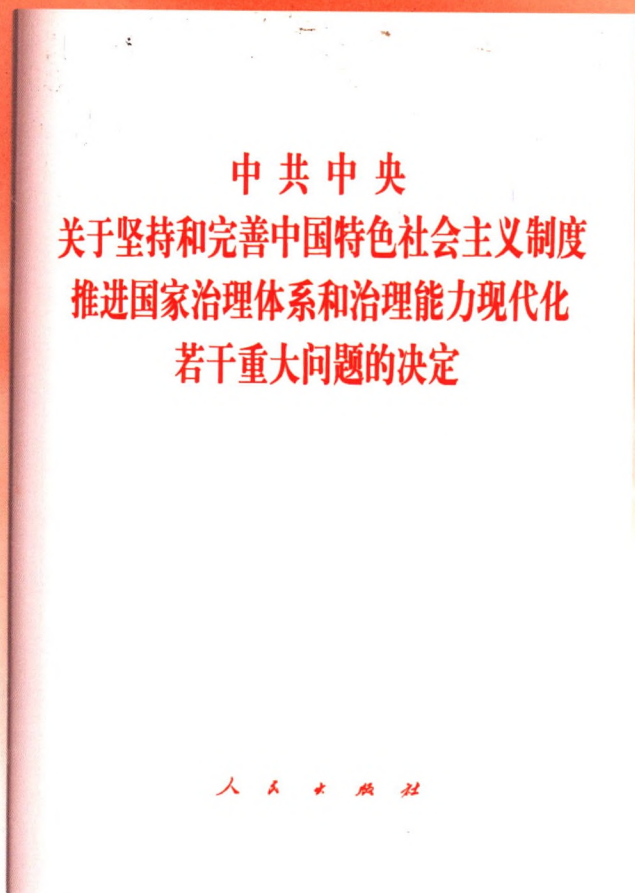 中共中央
关于坚持和完善中国特色社会主义制度
推进国家治理体系和治理能力现代化
若干重大问题的决定
人民出版社